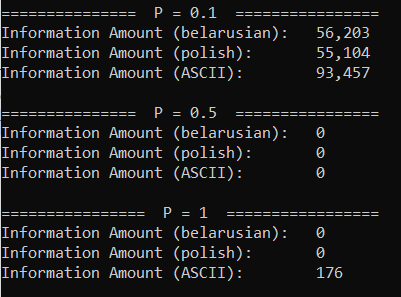 ===============  P = 0.1  ================
Information Amount (belarusian):   56,203
Information Amount (polish):       55,104
Information Amount (ASCII):        93,457
===============  P = 0.5  ================
Information Amount (belarusian):   0
Information Amount (polish):       0
Information Amount (ASCII):        0
================  P = 1  =================
Information Amount (belarusian):   0
Information Amount (polish):       0
Information Amount (ASCII):        176